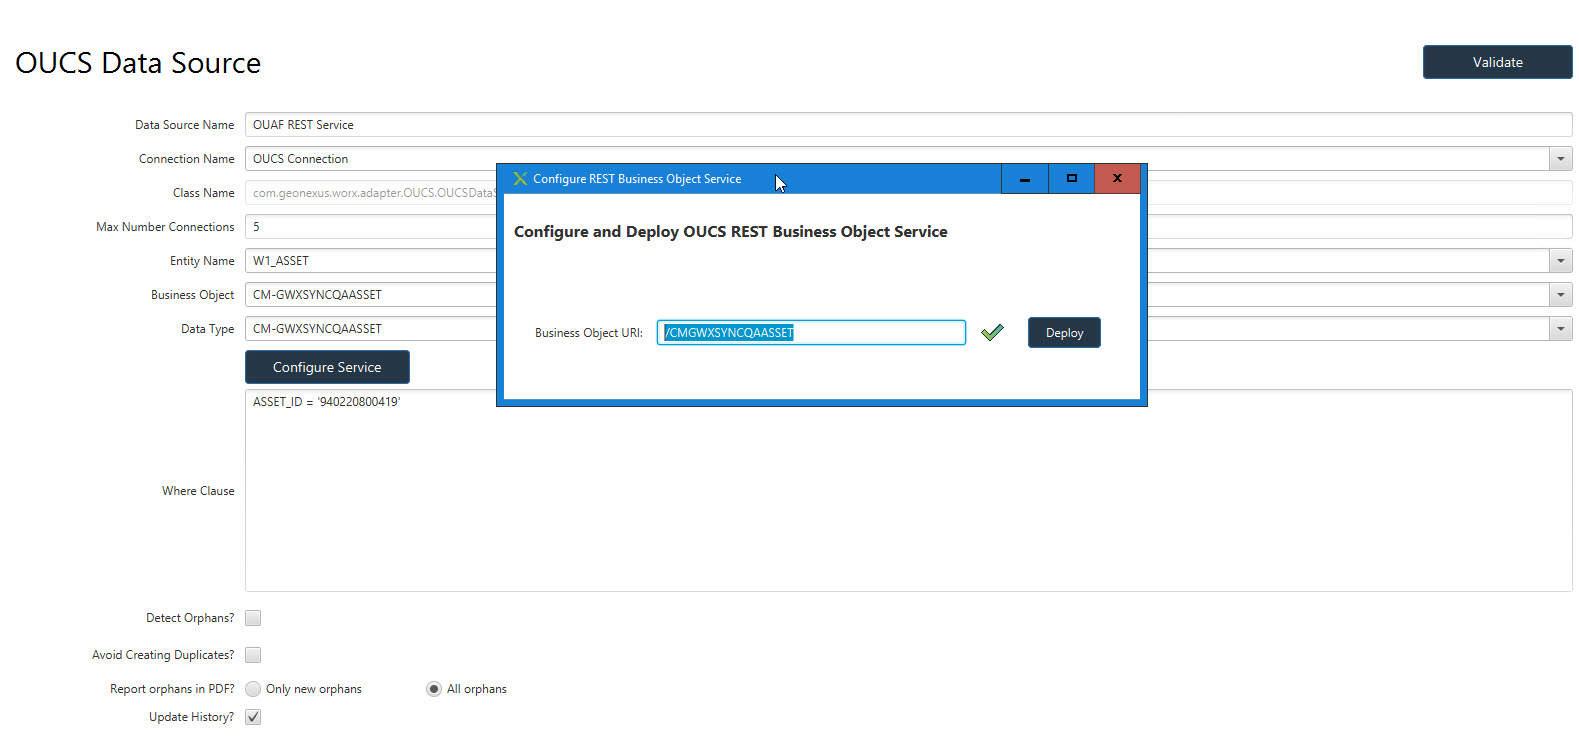 OUCS Data Source
Validate
Data Source Name OUAF REST Service
Connection Name OUCS Connection
Class Name com.geonexus.worx.adapter.OUCS.OUCSDataS
Max Number Connections 5
Entity Name W1_ASSET
Business Object CM-GWXSYNCQAASSET
Data Type CM-GWXSYNCQAASSET
Configure Service
Where Clause
ASSET_ID = '940220800419'
Detect Orphans?
Avoid Creating Duplicates?
Report orphans in PDF? Only new orphans All orphans
Update History?
Configure REST Business Object Service
Configure and Deploy OUCS REST Business Object Service
Business Object URI: /CMGWXSYNCQAASSET Deploy